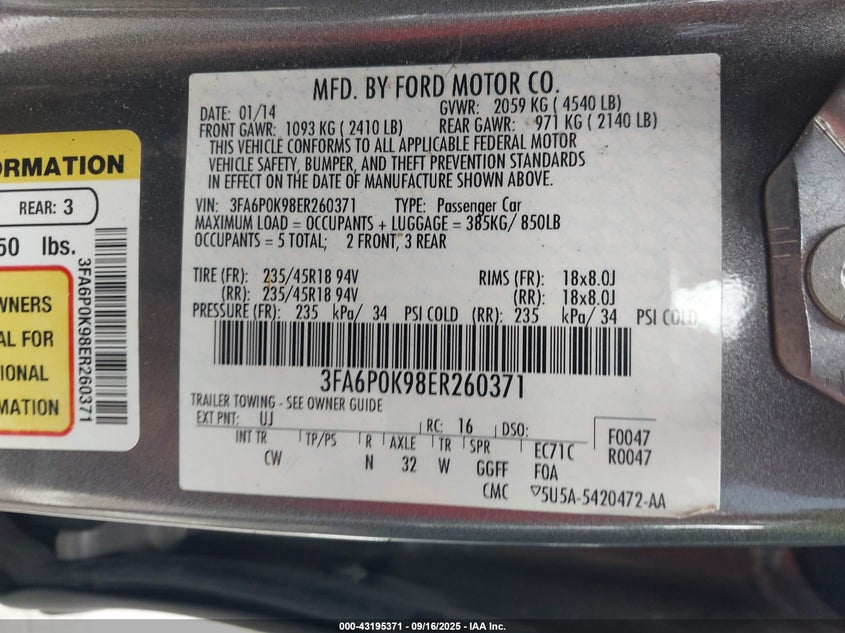 MFD. BY FORD MOTOR CO.
DATE: 01/14 GVWR: 2059 KG ( 4540 LB)
FRONT GAWR: 1093 KG ( 2410 LB) REAR GAWR: 971 KG ( 2140 LB)
THIS VEHICLE CONFORMS TO ALL APPLICABLE FEDERAL MOTOR
VEHICLE SAFETY, BUMPER, AND THEFT PREVENTION STANDARDS
IN EFFECT ON THE DATE OF MANUFACTURE SHOWN ABOVE.
VIN: 3FA6P0K98ER260371 TYPE: Passenger Car
MAXIMUM LOAD = OCCUPANTS + LUGGAGE = 385KG/ 850LB
OCCUPANTS = 5 TOTAL; 2 FRONT, 3 REAR
TIRE (FR): 235/45R18 94V RIMS (FR): 18x8.0J
(RR): 235/45R18 94V (RR): 18x8.0J
PRESSURE (FR): 235 kPa/ 34 PSI COLD (RR): 235 kPa/ 34 PSI COLD
3FA6P0K98ER260371
TRAILER TOWING - SEE OWNER GUIDE
EXT PNT: UJ RC: 16 DSO: F0047
INT TR TP/PS R AXLE TR SPR EC71C R0047
CW N 32 W GGFF F0A
CMC ▽5U5A-5420472-AA
ORMATION
REAR: 3
50 lbs.
3FA6P0K98ER260371
OWNERS
AL FOR
IONAL
MATION
000-43195371 - 09/16/2025 - IAA Inc.